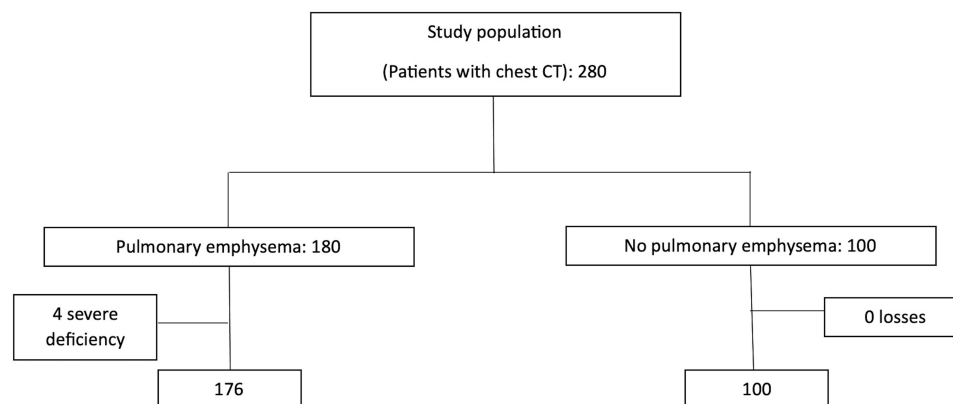 Study population
(Patients with chest CT): 280
Pulmonary emphysema: 180
No pulmonary emphysema: 100
4 severe
deficiency
0 losses
176
100